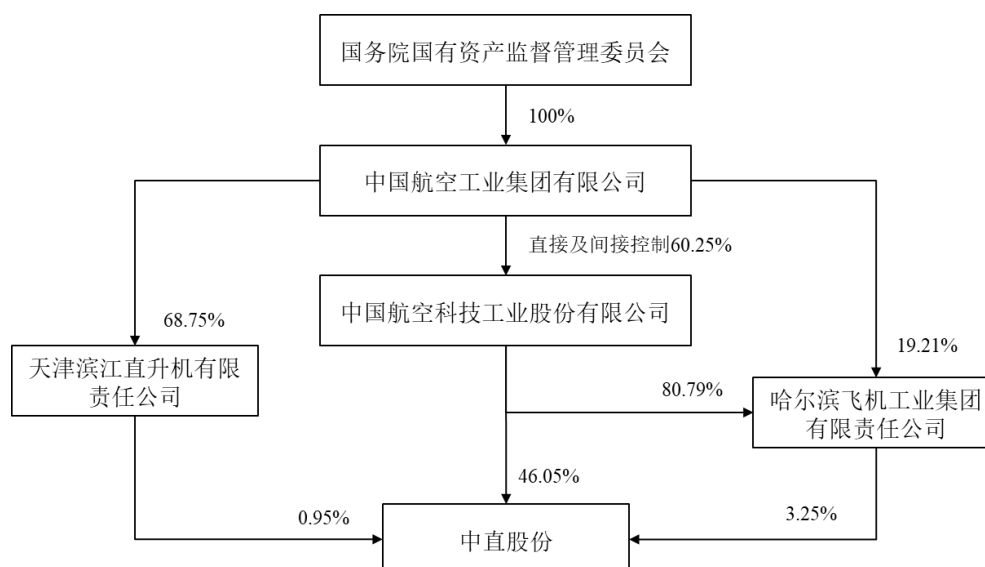 国务院国有资产监督管理委员会
100%
中国航空工业集团有限公司
直接及间接控制60.25%
中国航空科技工业股份有限公司
68.75%
19.21%
天津滨江直升机有限
责任公司
80.79%
哈尔滨飞机工业集团
有限责任公司
46.05%
0.95%
3.25%
中直股份